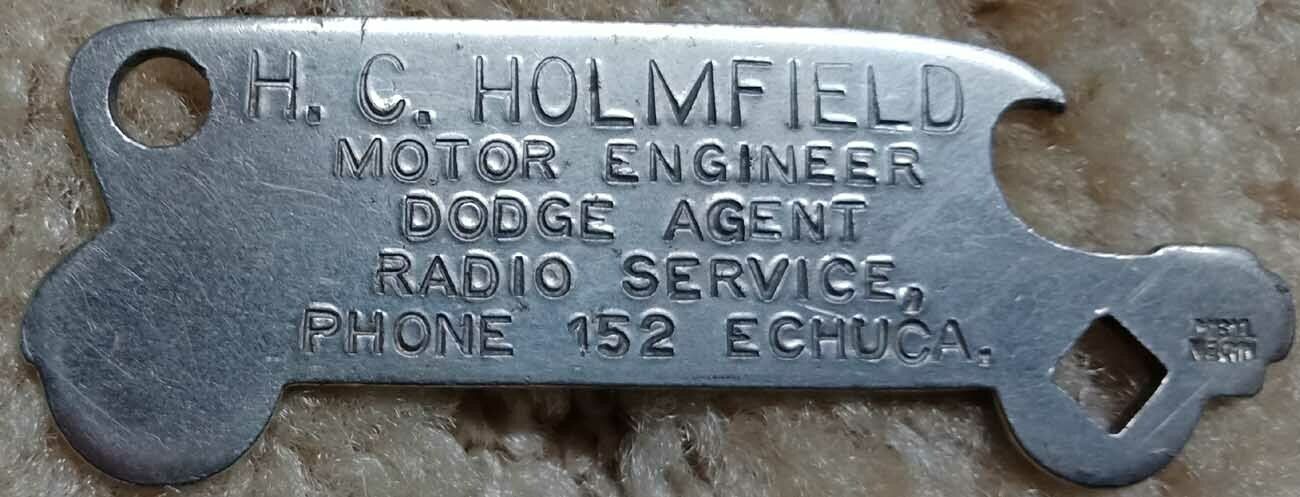 H. C. HOLMFIELD
MOTOR ENGINEER
DODGE AGENT
RADIO SERVICE,
PHONE 152 ECHUCA.